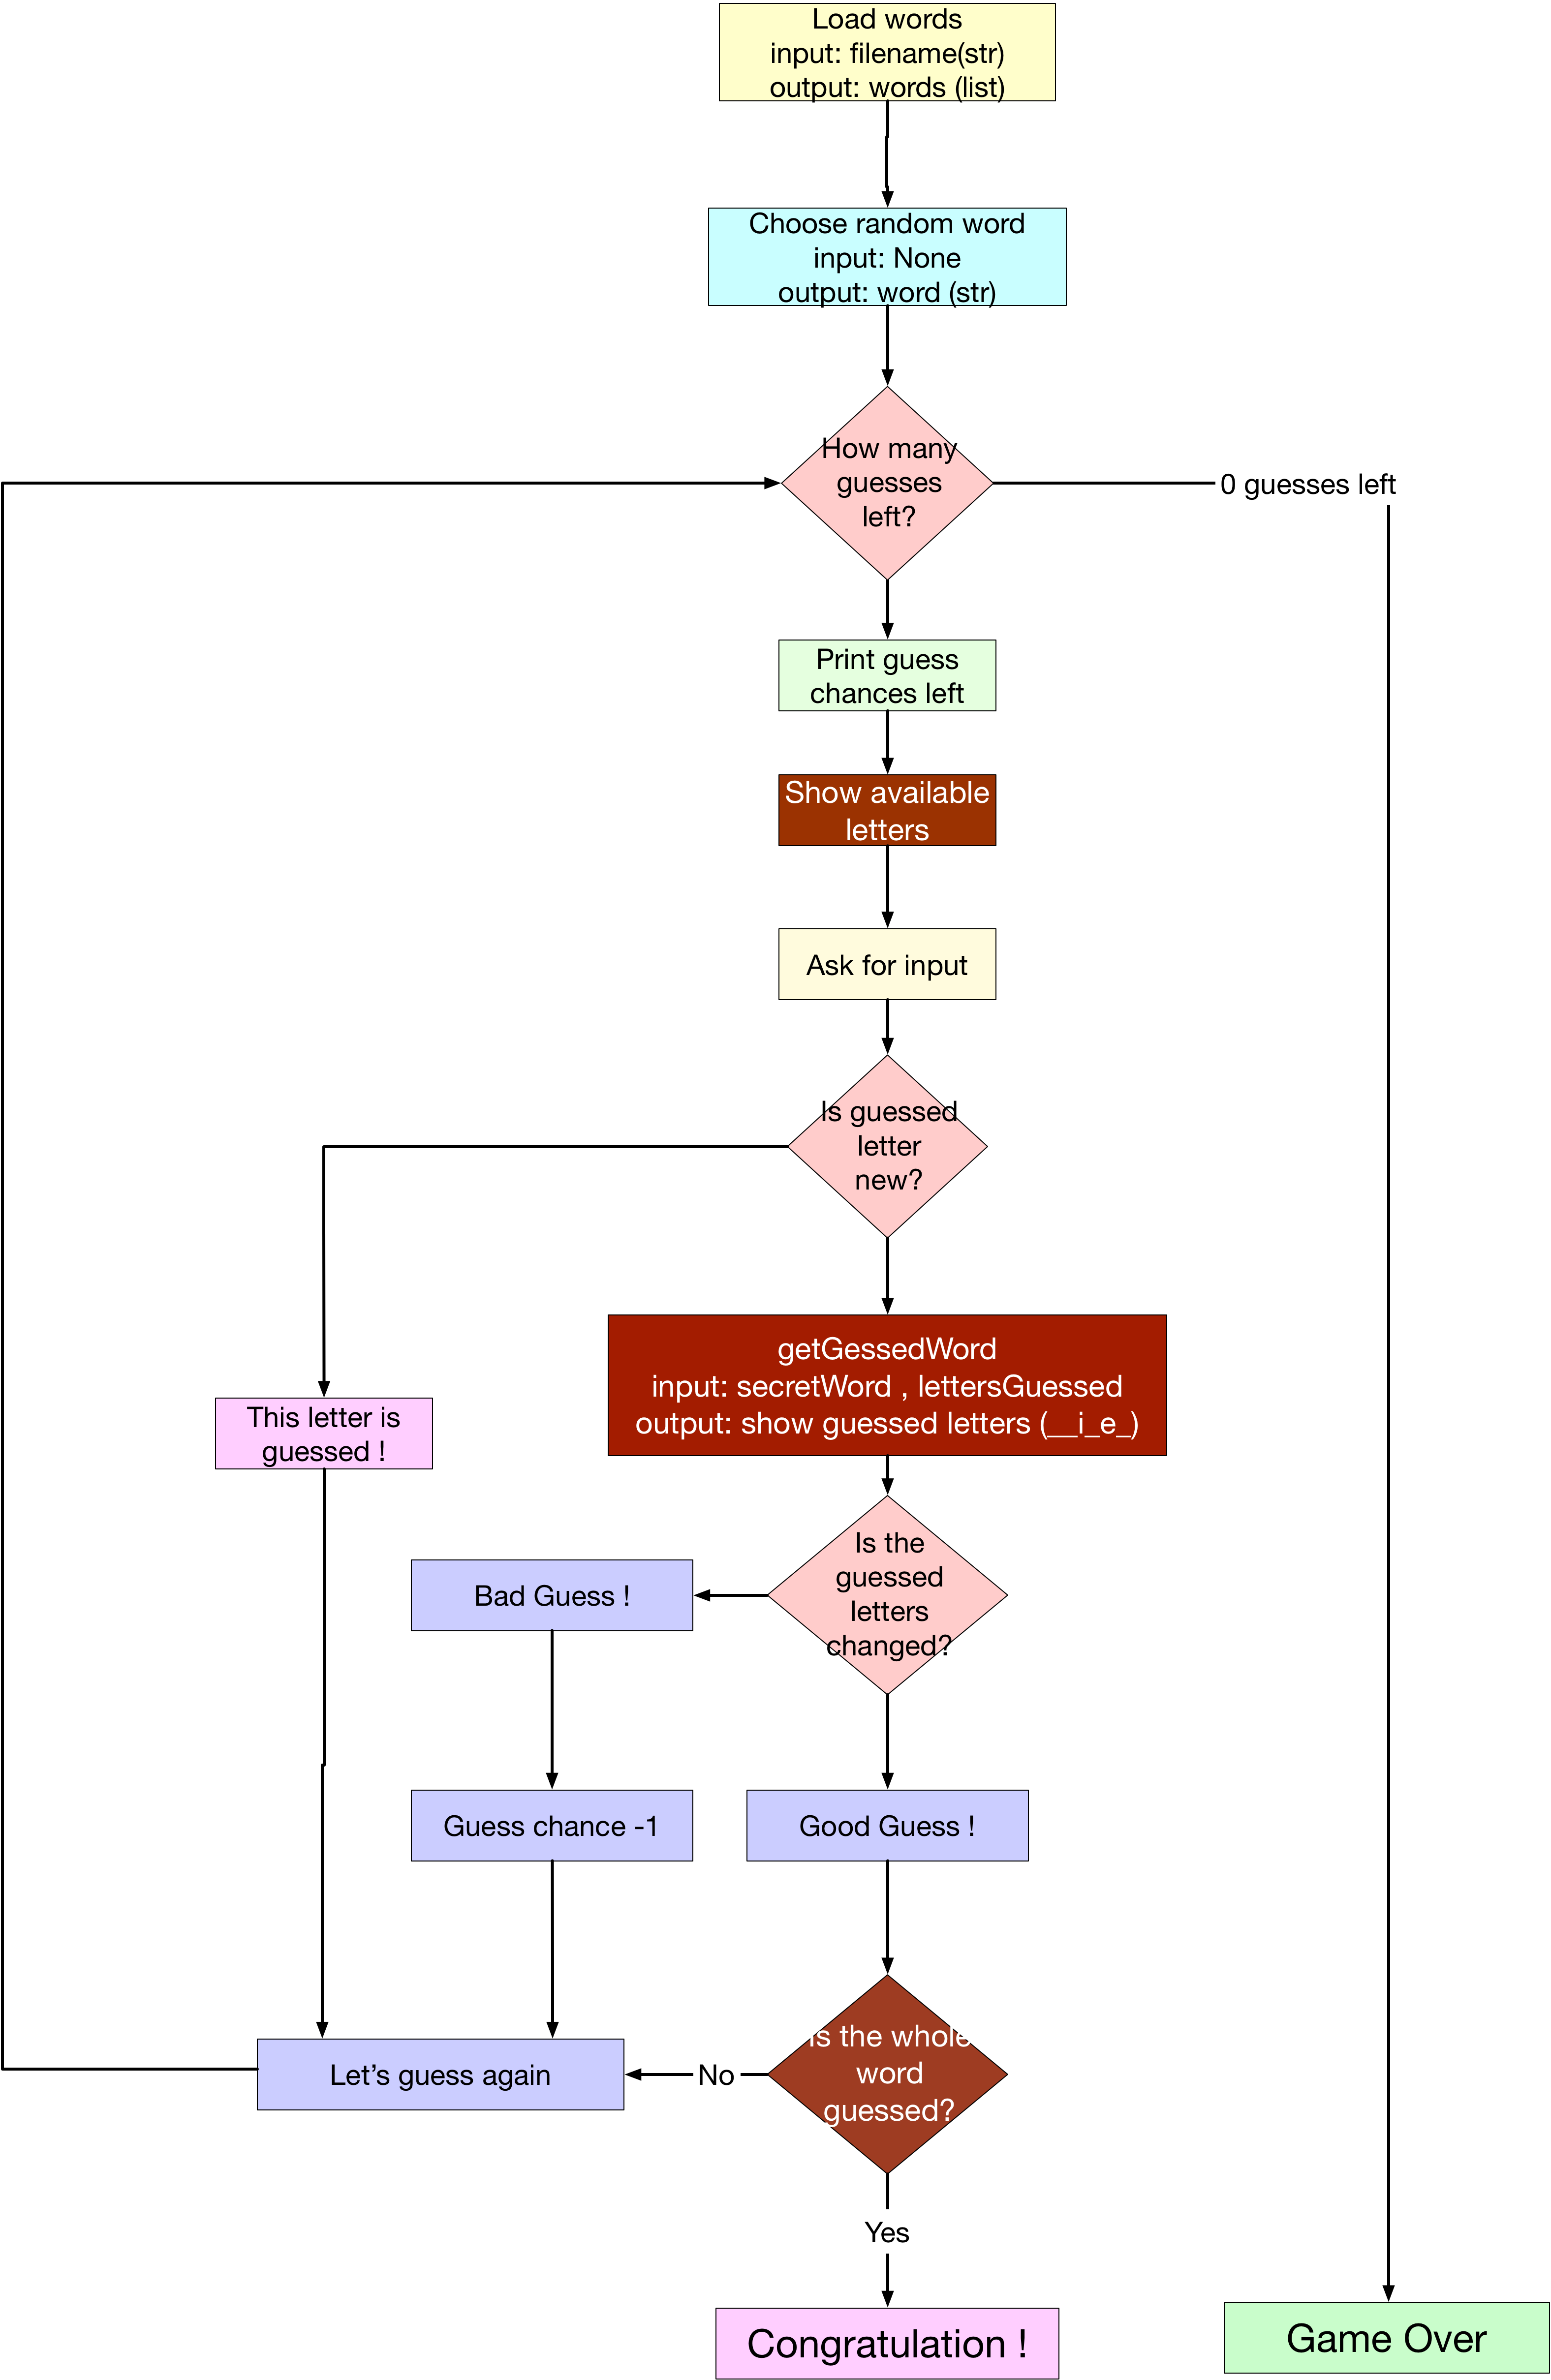 Load words
input: filename(str)
output: words (list)
Choose random word
input: None
output: word (str)
How many
guesses
left?
0 guesses left
Print guess
chances left
Show available
letters
Ask for input
Is guessed
letter
new?
getGessedWord
input: secretWord , lettersGuessed
output: show guessed letters (__i_e_)
This letter is
guessed !
Is the
guessed
letters
changed?
Bad Guess !
Guess chance -1
Good Guess !
Is the whole
word
guessed?
No
Let’s guess again
Yes
Congratulation !
Game Over